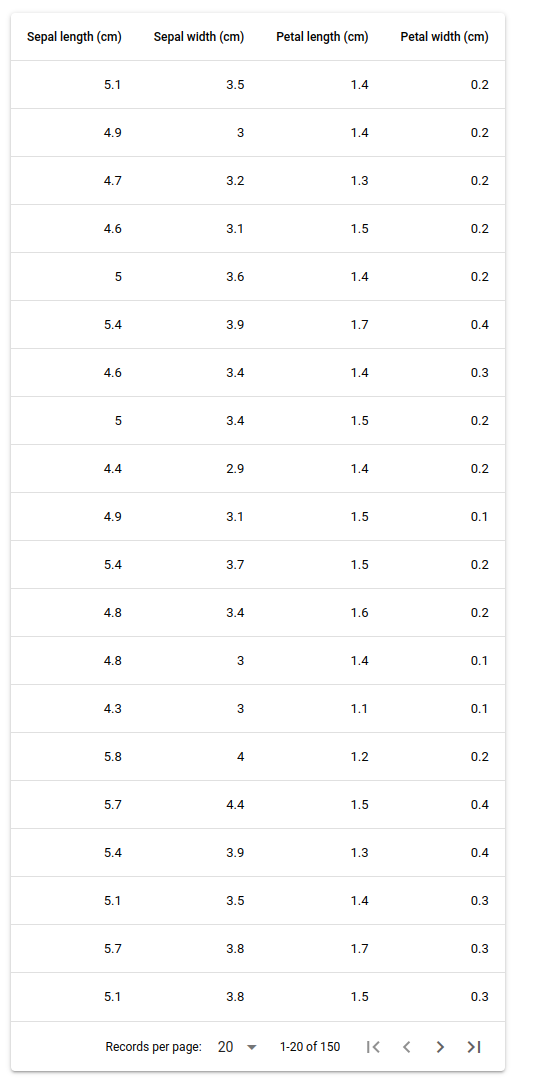 Sepal length (cm) Sepal width (cm) Petal length (cm) Petal width (cm)
5.1 3.5 1.4 0.2
4.9 3 1.4 0.2
4.7 3.2 1.3 0.2
4.6 3.1 1.5 0.2
5 3.6 1.4 0.2
5.4 3.9 1.7 0.4
4.6 3.4 1.4 0.3
5 3.4 1.5 0.2
4.4 2.9 1.4 0.2
4.9 3.1 1.5 0.1
5.4 3.7 1.5 0.2
4.8 3.4 1.6 0.2
4.8 3 1.4 0.1
4.3 3 1.1 0.1
5.8 4 1.2 0.2
5.7 4.4 1.5 0.4
5.4 3.9 1.3 0.4
5.1 3.5 1.4 0.3
5.7 3.8 1.7 0.3
5.1 3.8 1.5 0.3
Records per page: 20 1-20 of 150